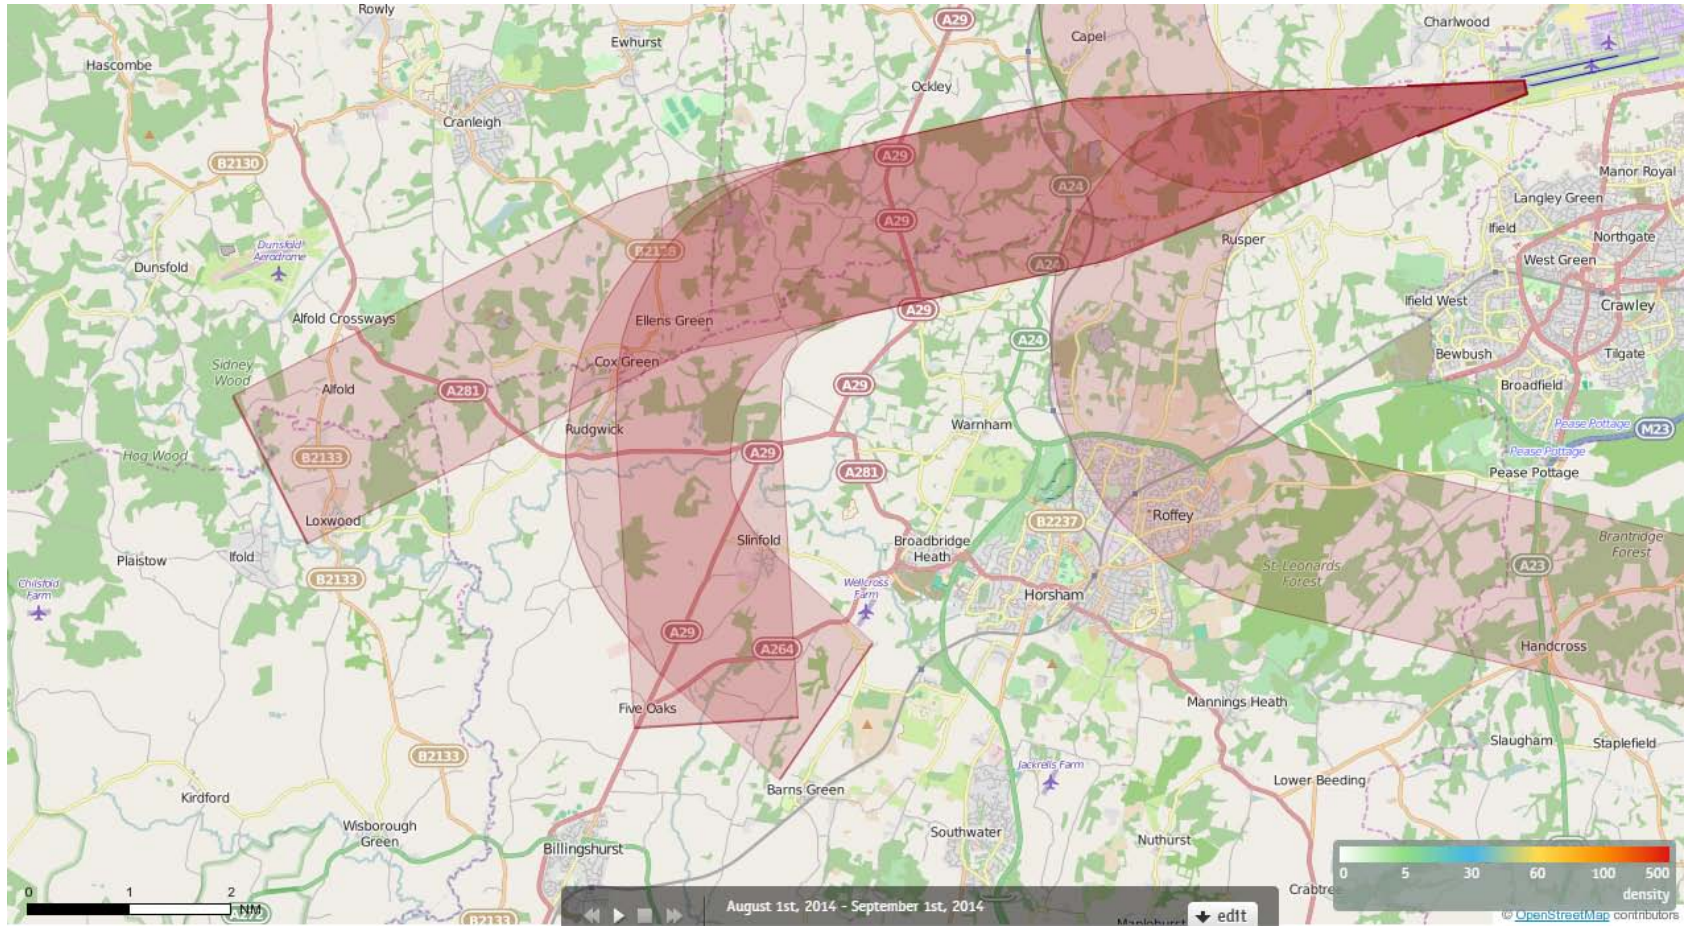 Rowly
A29
Charlwood
Hascombe
Ewhurst
Capel
Ockley
Cranleigh
B2130
A29
Manor Royal
A24
Langley Green
A29
Ifield
Northgate
Dunsfold
Aerodrome
Dunsfold
B2128
Rusper
West Green
A24
Ifield West
Crawley
Alfold Crossways
Ellens Green
A29
A24
Bewbush
Tilgate
Sidney
Wood
Cox Green
Alfold
A281
A29
Broadfield
Rudgwick
Warnham
Pease Pottage
M23
Hog Wood
B2133
A29
A281
Pease Pottage
Pease Pottage
Loxwood
B2237
Roffey
Plaistow
Ifold
Slinfold
Broadbridge
Heath
Brantridge
Forest
B2133
Chilsfold
Farm
Wellcross
Farm
St. Leonards
Forest
A23
Horsham
A29
A264
Handcross
Five Oaks
Mannings Heath
B2133
Slaugham
Staplefield
Jackrells Farm
Lower Beeding
Kirdford
Barns Green
Wisborough
Green
Southwater
Nuthurst
Billingshurst
0 5 30 60 100 500
density
0 1 2
NM
A272
B2133
August 1st, 2014 - September 1st, 2014
edit
Maplehurst
Crabtree
© OpenStreetMap contributors